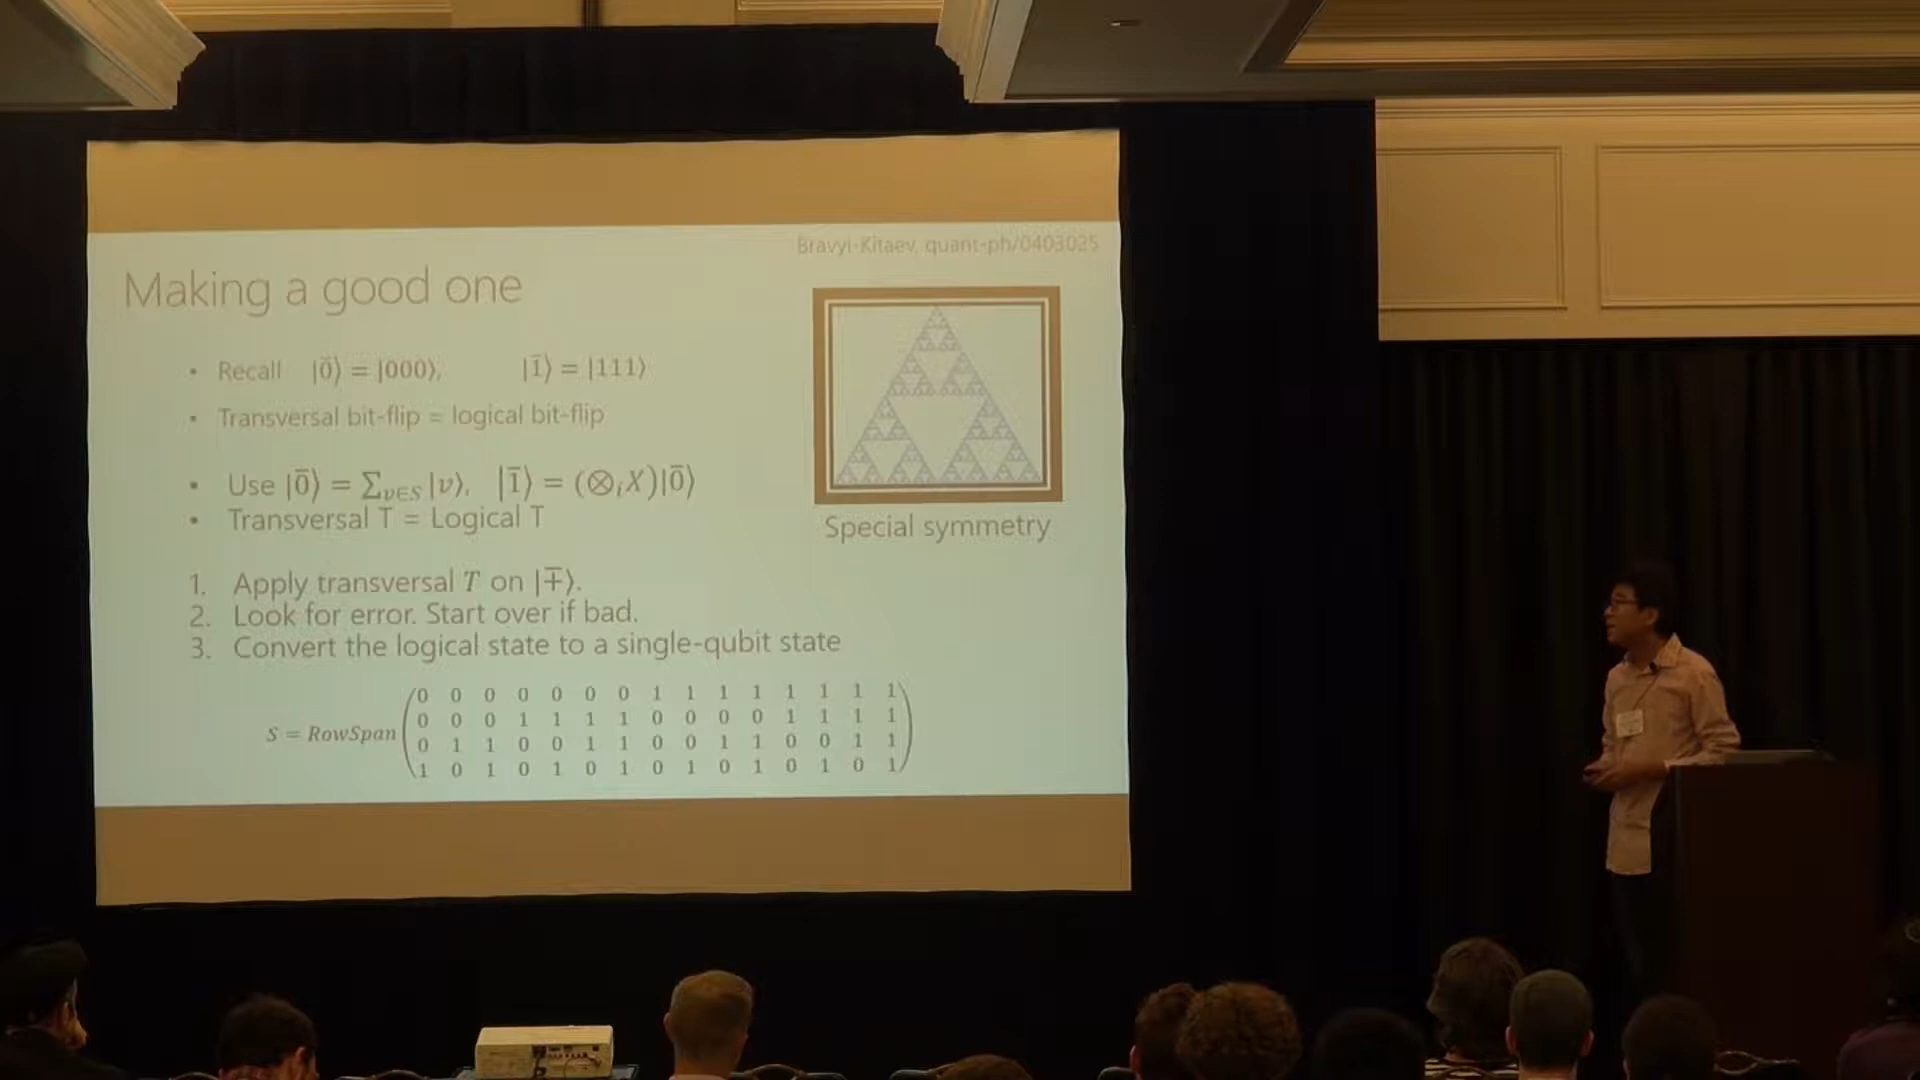 Bravyi-Kitaev, quant-ph/0403025
Making a good one
• Recall |0̅⟩ = |000⟩, |1̅⟩ = |111⟩
• Transversal bit-flip = logical bit-flip
• Use |0̅⟩ = ∑ᵥ∈S |v⟩, |1̅⟩ = (⊗ᵢX)|0̅⟩
• Transversal T = Logical T
Special symmetry
1. Apply transversal T on |∓⟩.
2. Look for error. Start over if bad.
3. Convert the logical state to a single-qubit state
S = RowSpan
0 0 0 0 0 0 0 1 1 1 1 1 1 1 1
0 0 0 1 1 1 1 0 0 0 0 1 1 1 1
0 1 1 0 0 1 1 0 0 1 1 0 0 1 1
1 0 1 0 1 0 1 0 1 0 1 0 1 0 1